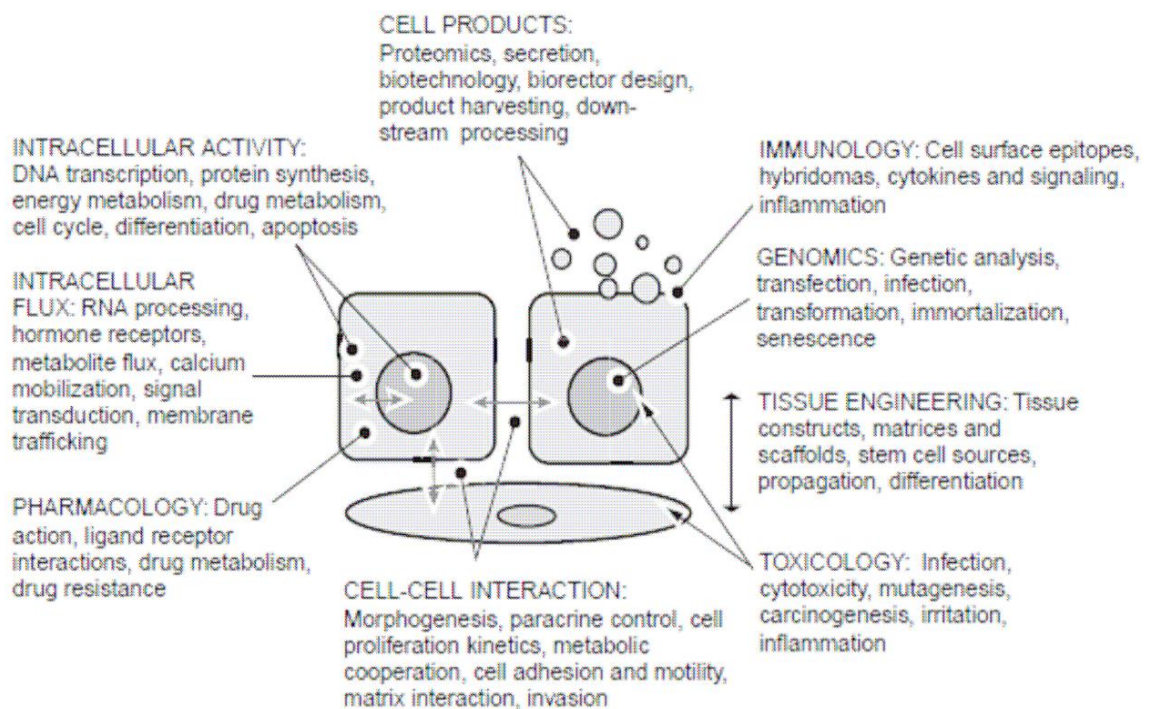 CELL PRODUCTS:
Proteomics, secretion,
biotechnology, biorector design,
product harvesting, down-
stream processing
INTRACELLULAR ACTIVITY:
DNA transcription, protein synthesis,
energy metabolism, drug metabolism,
cell cycle, differentiation, apoptosis
INTRACELLULAR
FLUX: RNA processing,
hormone receptors,
metabolite flux, calcium
mobilization, signal
transduction, membrane
trafficking
PHARMACOLOGY: Drug
action, ligand receptor
interactions, drug metabolism,
drug resistance
CELL-CELL INTERACTION:
Morphogenesis, paracrine control, cell
proliferation kinetics, metabolic
cooperation, cell adhesion and motility,
matrix interaction, invasion
IMMUNOLOGY: Cell surface epitopes,
hybridomas, cytokines and signaling,
inflammation
GENOMICS: Genetic analysis,
transfection, infection,
transformation, immortalization,
senescence
TISSUE ENGINEERING: Tissue
constructs, matrices and
scaffolds, stem cell sources,
propagation, differentiation
TOXICOLOGY: Infection,
cytotoxicity, mutagenesis,
carcinogenesis, irritation,
inflammation